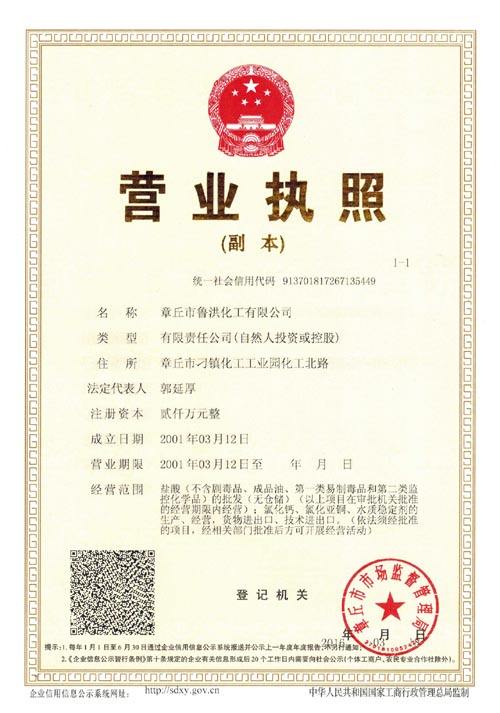 营业执照
(副 本)
1-1
统一社会信用代码 913701817267135449
名 称 章丘市鲁洪化工有限公司
类 型 有限责任公司(自然人投资或控股)
住 所 章丘市刁镇化工工业园化工北路
法定代表人 郭延厚
注册资本 贰仟万元整
成立日期 2001年03月12日
营业期限 2001年03月12日至 年 月 日
经营范围 盐酸（不含剧毒品、成品油、第一类易制毒品和第二类监
控化学品）的批发（无仓储）（以上项目在审批机关批准
的经营期限内经营）；氯化钙、氯化亚铜、水质稳定剂的
生产、经营，货物进出口、技术进出口。（依法须经批准
的项目，经相关部门批准后方可开展经营活动）
登记机关
章丘市市场监督管理局
2016年 03月 日
提示：1.每年1月1日至6月30日通过企业信用信息公示系统报送并公示上一年度年度报告，不另行通知；
2.《企业信息公示暂行条例》第十条规定的企业有关信息形成后20个工作日内需要向社会公示(个体工商户、农民专业合作社除外)。
企业信用信息公示系统网址： http://sdxy.gov.cn 中华人民共和国国家工商行政管理总局监制